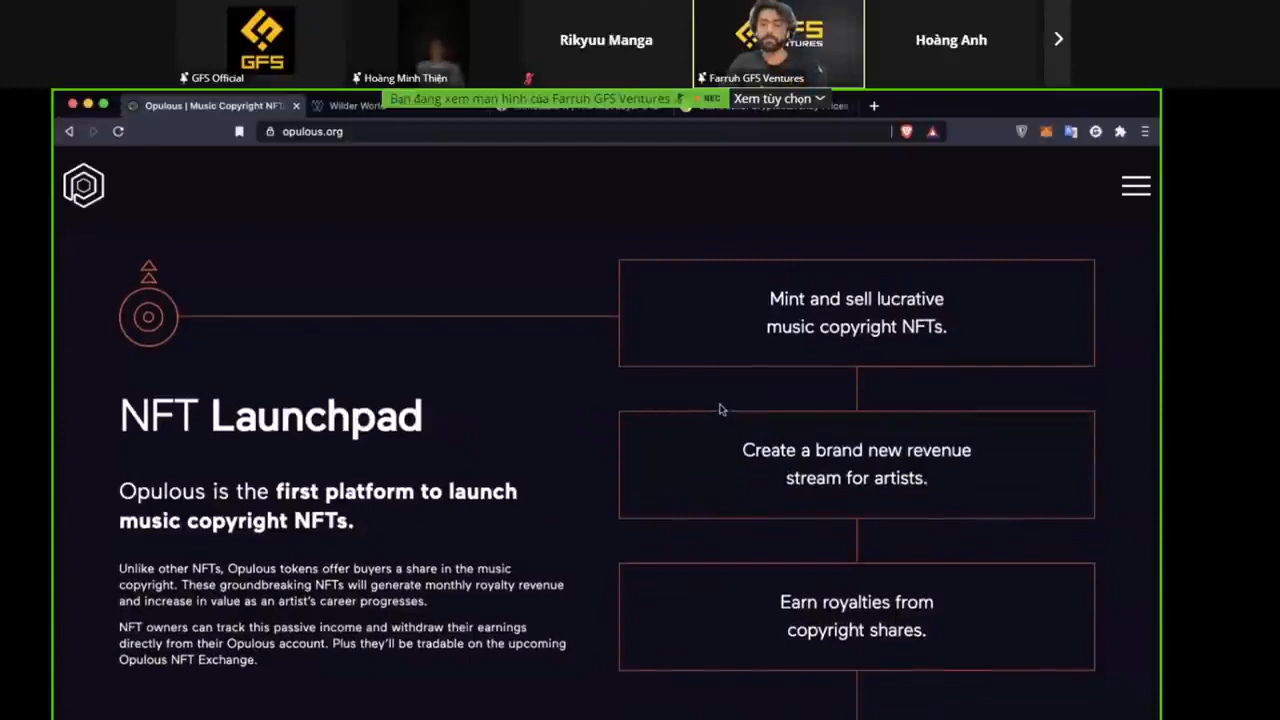 GFS
GFS Official
Hoàng Minh Thiện
Rikyuu Manga
Farruh GFS Ventures
Hoàng Anh
Opulous | Music Copyright NFT
Bạn đang xem màn hình của Farruh GFS Ventures
REC
Xem tùy chọn
opulous.org
Mint and sell lucrative
music copyright NFTs.
NFT Launchpad
Create a brand new revenue
stream for artists.
Opulous is the first platform to launch
music copyright NFTs.
Unlike other NFTs, Opulous tokens offer buyers a share in the music
copyright. These groundbreaking NFTs will generate monthly royalty revenue
and increase in value as an artist's career progresses.
Earn royalties from
copyright shares.
NFT owners can track this passive income and withdraw their earnings
directly from their Opulous account. Plus they'll be tradable on the upcoming
Opulous NFT Exchange.